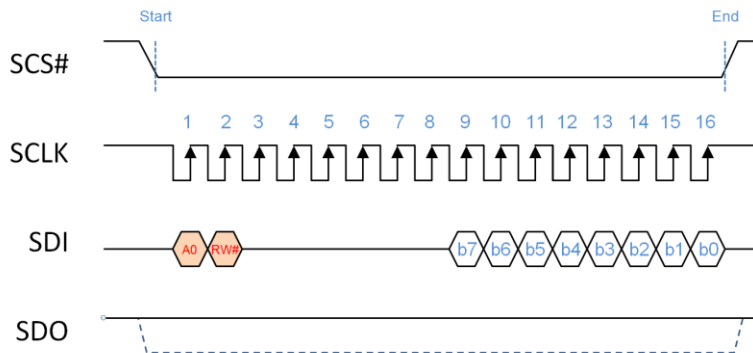 Start End
SCS#
1 2 3 4 5 6 7 8 9 10 11 12 13 14 15 16
SCLK
SDI A0 RW# b7 b6 b5 b4 b3 b2 b1 b0
SDO